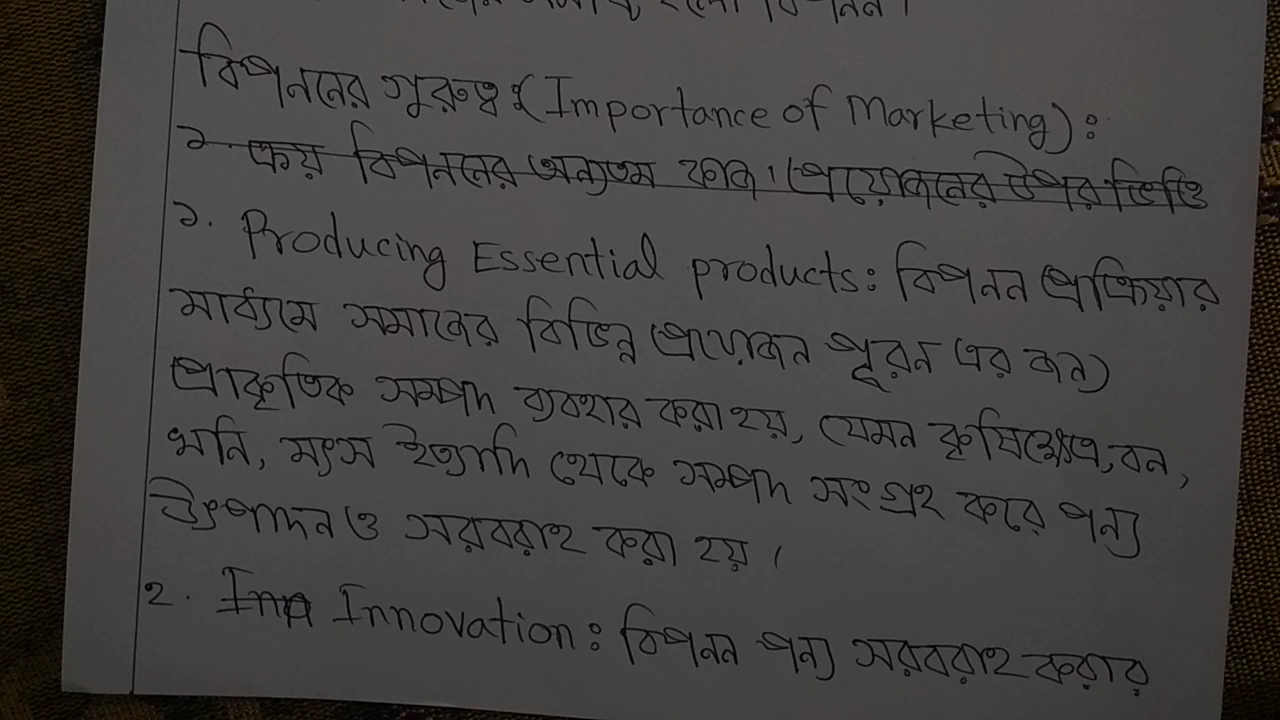 বিপননের গুরুত্ব ঃ (Importance of Marketing) :
১. ক্রয় বিপননের অন্যতম কাজ। প্রয়োজনের উপর ভিত্তি
১. Producing Essential products : বিপনন প্রক্রিয়ার
মাধ্যমে সমাজের বিভিন্ন প্রয়োজন পূরন এর জন্য
প্রাকৃতিক সম্পদ ব্যবহার করা হয়, যেমন কৃষিক্ষেত্র, বন,
খনি, মৎস ইত্যাদি থেকে সম্পদ সংগ্রহ করে পন্য
উৎপাদন ও সরবরাহ করা হয়।
২. Inn Innovation : বিপনন পন্য সরবরাহ করার